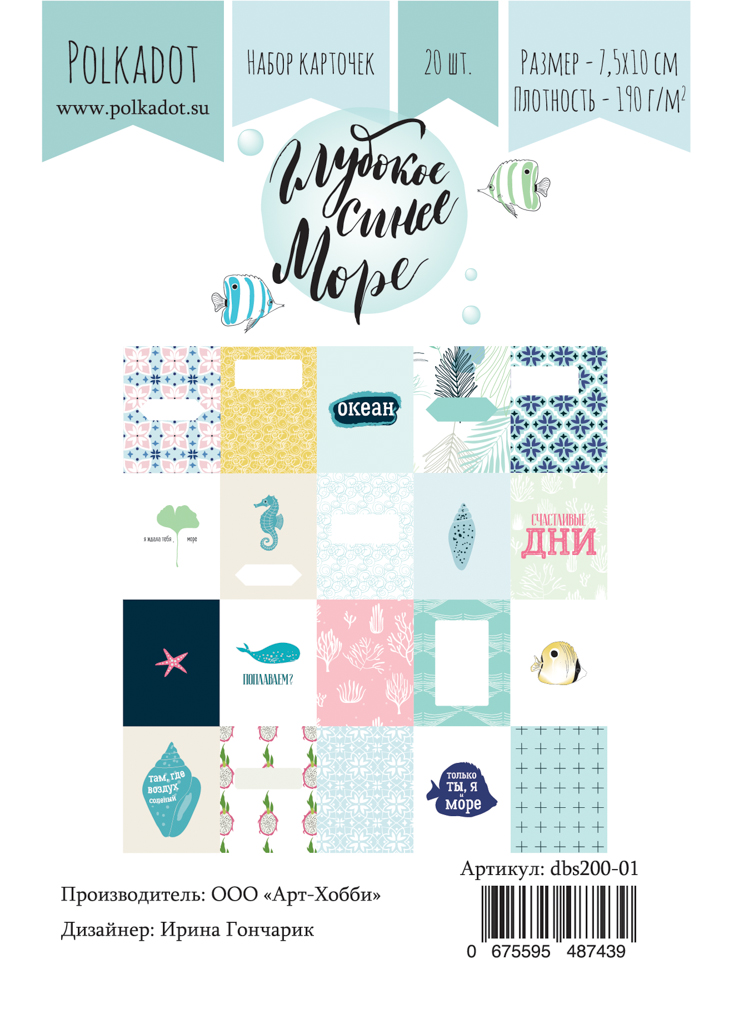 POLKADOT
www.polkadot.su
НАБОР КАРТОЧЕК
20 шт.
РАЗМЕР - 7,5х10 см
ПЛОТНОСТЬ - 190 г/м²
Глубокое
синее
Море
океан
я ждала тебя, море
СЧАСТЛИВЫЕ
ДНИ
ПОПЛАВАЕМ?
там, где
воздух
соленый
только
ты, я
и
море
Артикул: dbs200-01
Производитель: ООО «Арт-Хобби»
Дизайнер: Ирина Гончарик
0 675595 487439